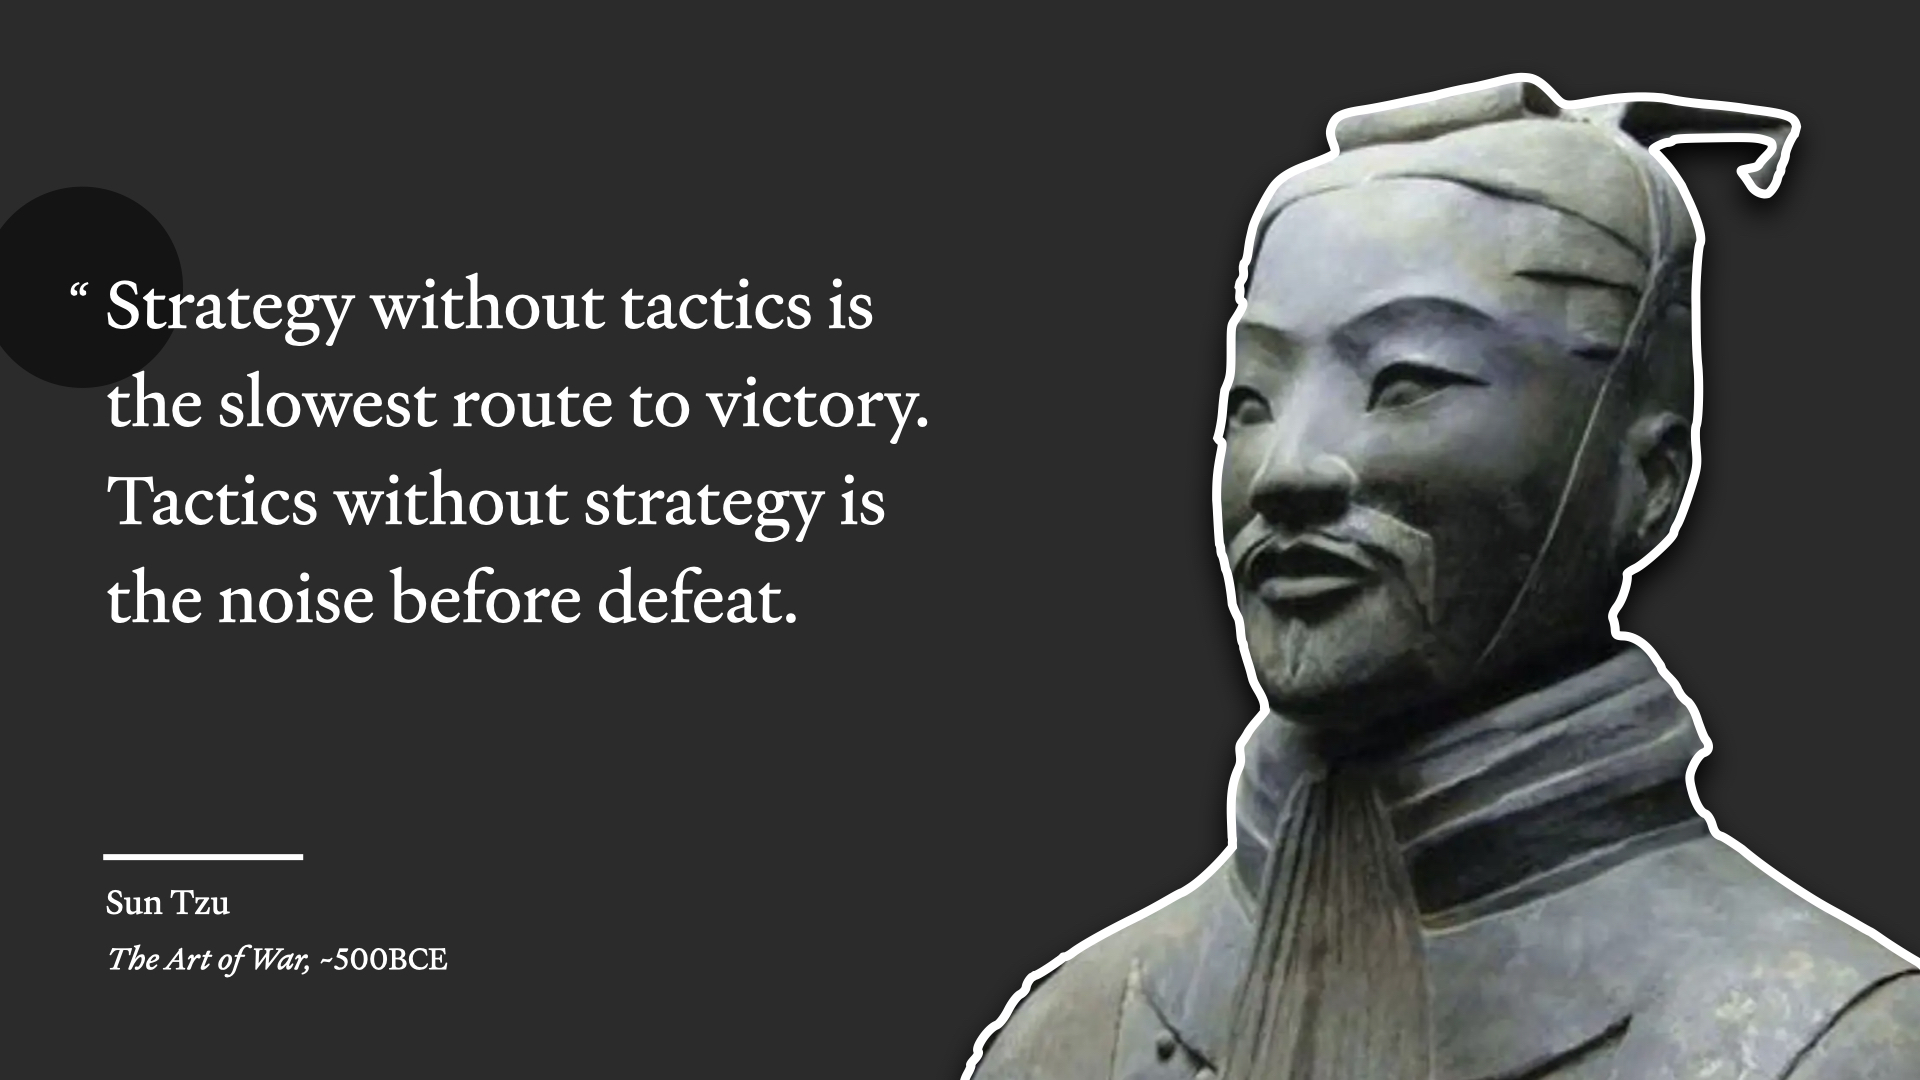 “ Strategy without tactics is
the slowest route to victory.
Tactics without strategy is
the noise before defeat.
Sun Tzu
The Art of War, ~500BCE